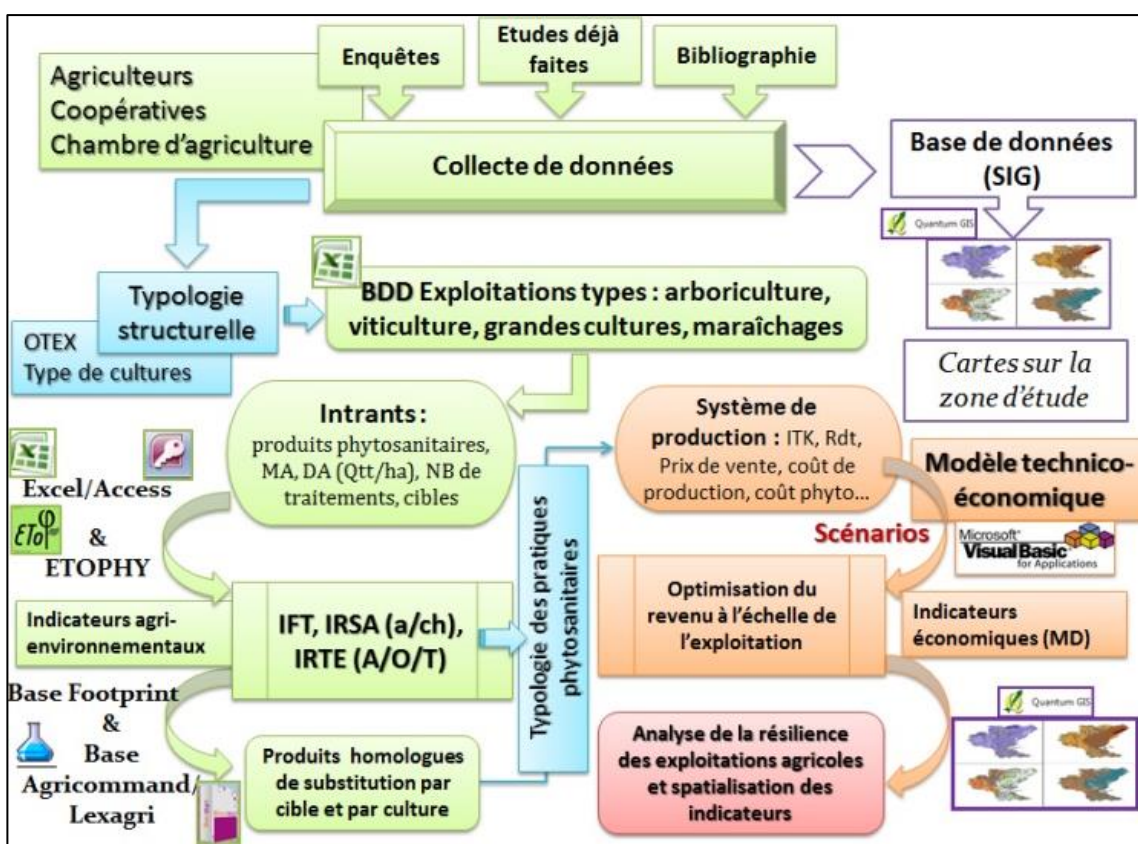 Enquêtes
Etudes déjà
faites
Bibliographie
Agriculteurs
Coopératives
Chambre d'agriculture
Collecte de données
Base de données
(SIG)
Quantum GIS
Typologie
structurelle
OTEX
Type de cultures
BDD Exploitations types : arboriculture,
viticulture, grandes cultures, maraîchages
Cartes sur la
zone d'étude
Intrants :
produits phytosanitaires,
MA, DA (Qtt/ha), NB de
traitements, cibles
Système de
production : ITK, Rdt,
Prix de vente, coût de
production, coût phyto...
Modèle technico-
économique
Excel/Access
&
ETOPHY
Scénarios
Microsoft
Visual Basic
for Applications
Typologie des pratiques
phytosanitaires
Indicateurs agri-
environnementaux
IFT, IRSA (a/ch),
IRTE (A/O/T)
Optimisation du
revenu à l'échelle de
l'exploitation
Indicateurs
économiques (MD)
Base Footprint
&
Base
Agricommand/
Lexagri
Produits homologues
de substitution par
cible et par culture
Analyse de la résilience
des exploitations agricoles
et spatialisation des
indicateurs
Quantum GIS